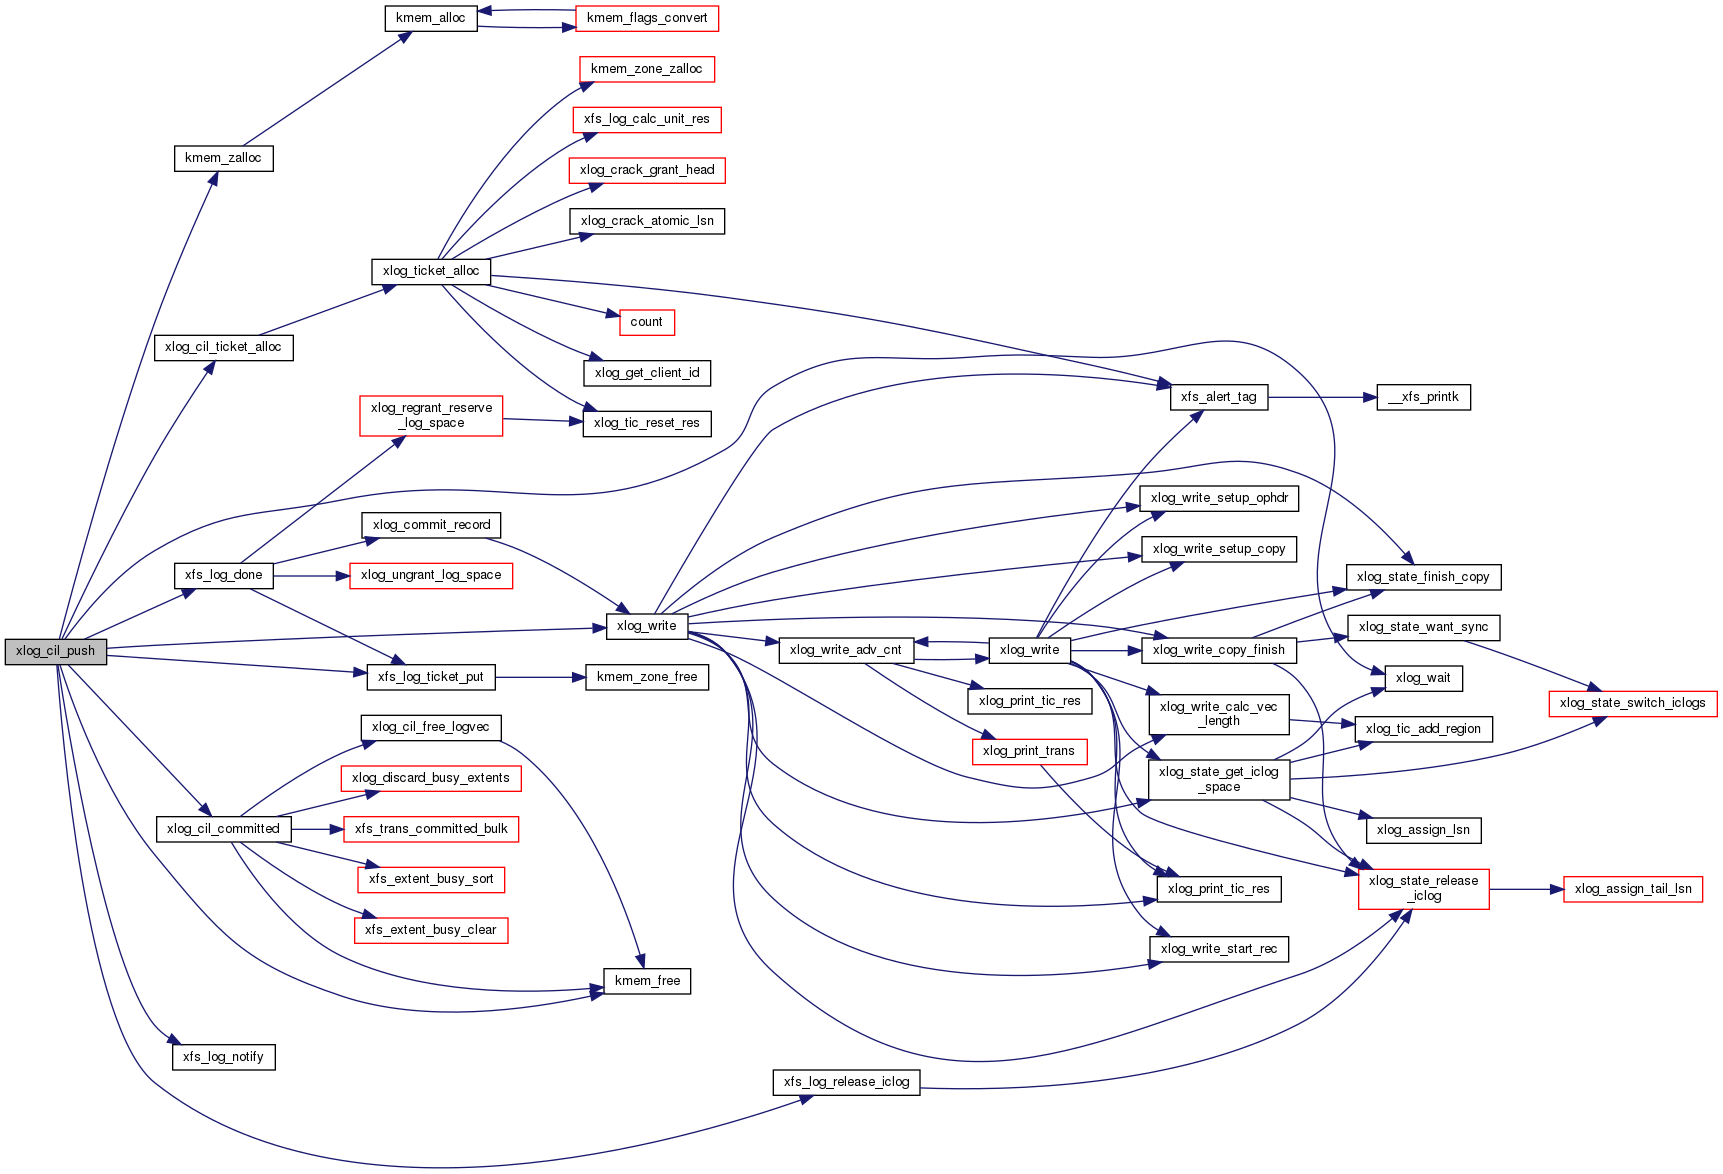 kmem_alloc
kmem_flags_convert
kmem_zone_zalloc
xfs_log_calc_unit_res
kmem_zalloc
xlog_crack_grant_head
xlog_crack_atomic_lsn
xlog_ticket_alloc
count
xlog_cil_ticket_alloc
xlog_get_client_id
xfs_alert_tag
__xfs_printk
xlog_regrant_reserve
_log_space
xlog_tic_reset_res
xlog_write_setup_ophdr
xlog_commit_record
xlog_write_setup_copy
xfs_log_done
xlog_ungrant_log_space
xlog_state_finish_copy
xlog_write
xlog_state_want_sync
xlog_cil_push
xlog_write_adv_cnt
xlog_write
xlog_write_copy_finish
xfs_log_ticket_put
kmem_zone_free
xlog_wait
xlog_print_tic_res
xlog_write_calc_vec
_length
xlog_state_switch_iclogs
xlog_cil_free_logvec
xlog_tic_add_region
xlog_print_trans
xlog_discard_busy_extents
xlog_state_get_iclog
_space
xlog_cil_committed
xfs_trans_committed_bulk
xlog_assign_lsn
xfs_extent_busy_sort
xlog_print_tic_res
xlog_state_release
_iclog
xlog_assign_tail_lsn
xfs_extent_busy_clear
xlog_write_start_rec
kmem_free
xfs_log_notify
xfs_log_release_iclog